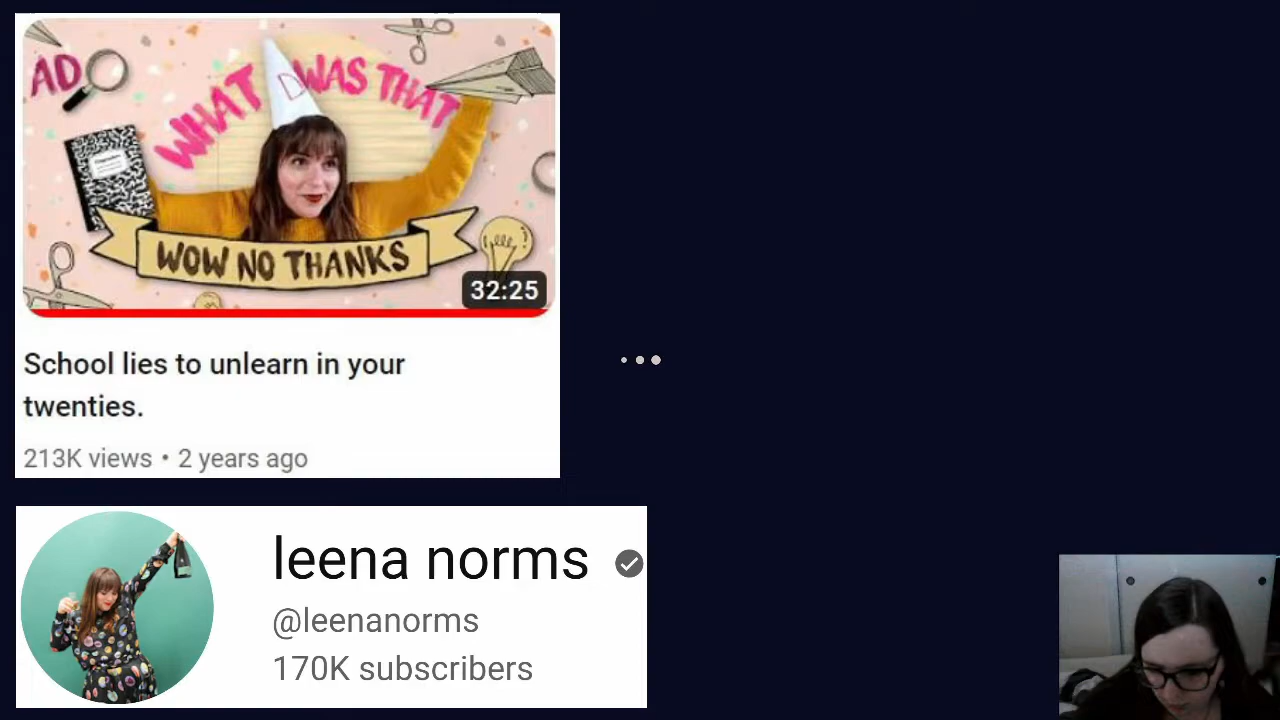 AD
WHAT D WAS THAT
WOW NO THANKS
32:25
School lies to unlearn in your
twenties.
213K views • 2 years ago
leena norms
@leenanorms
170K subscribers